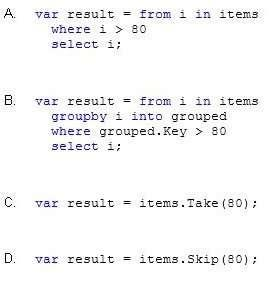 A. var result = from i in items
where i > 80
select i;
B. var result = from i in items
groupby i into grouped
where grouped.Key > 80
select i;
C. var result = items.Take(80);
D. var result = items.Skip(80);